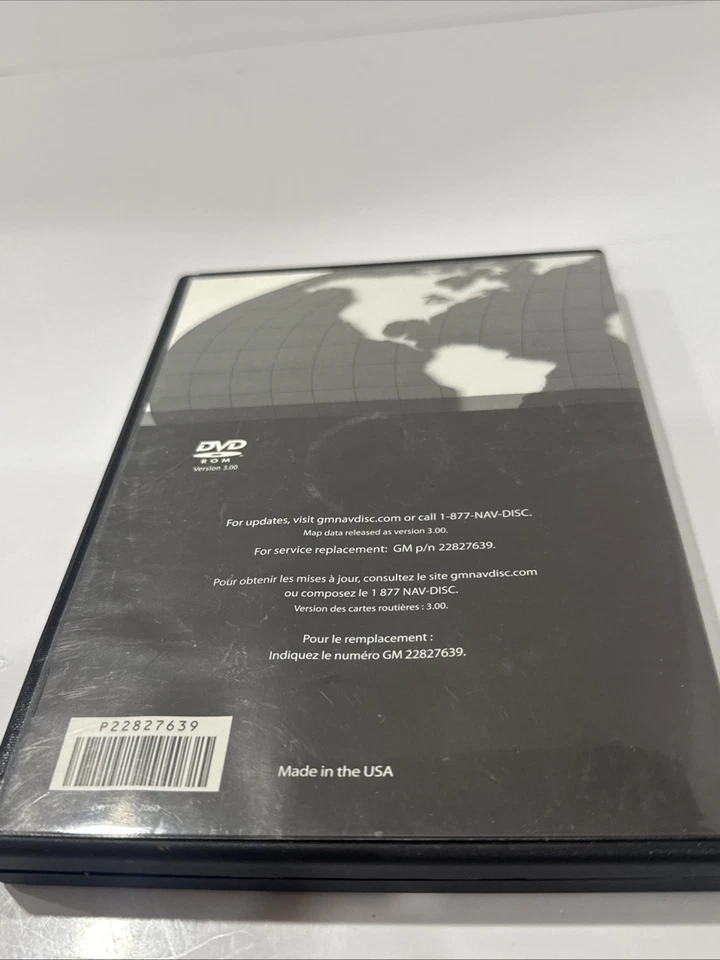 DVD
ROM
Version 3.00
For updates, visit gmnavdisc.com or call 1-877-NAV-DISC.
Map data released as version 3.00.
For service replacement: GM p/n 22827639.
Pour obtenir les mises à jour, consultez le site gmnavdisc.com
ou composez le 1 877 NAV-DISC.
Version des cartes routières : 3.00.
Pour le remplacement :
Indiquez le numéro GM 22827639.
P22827639
Made in the USA